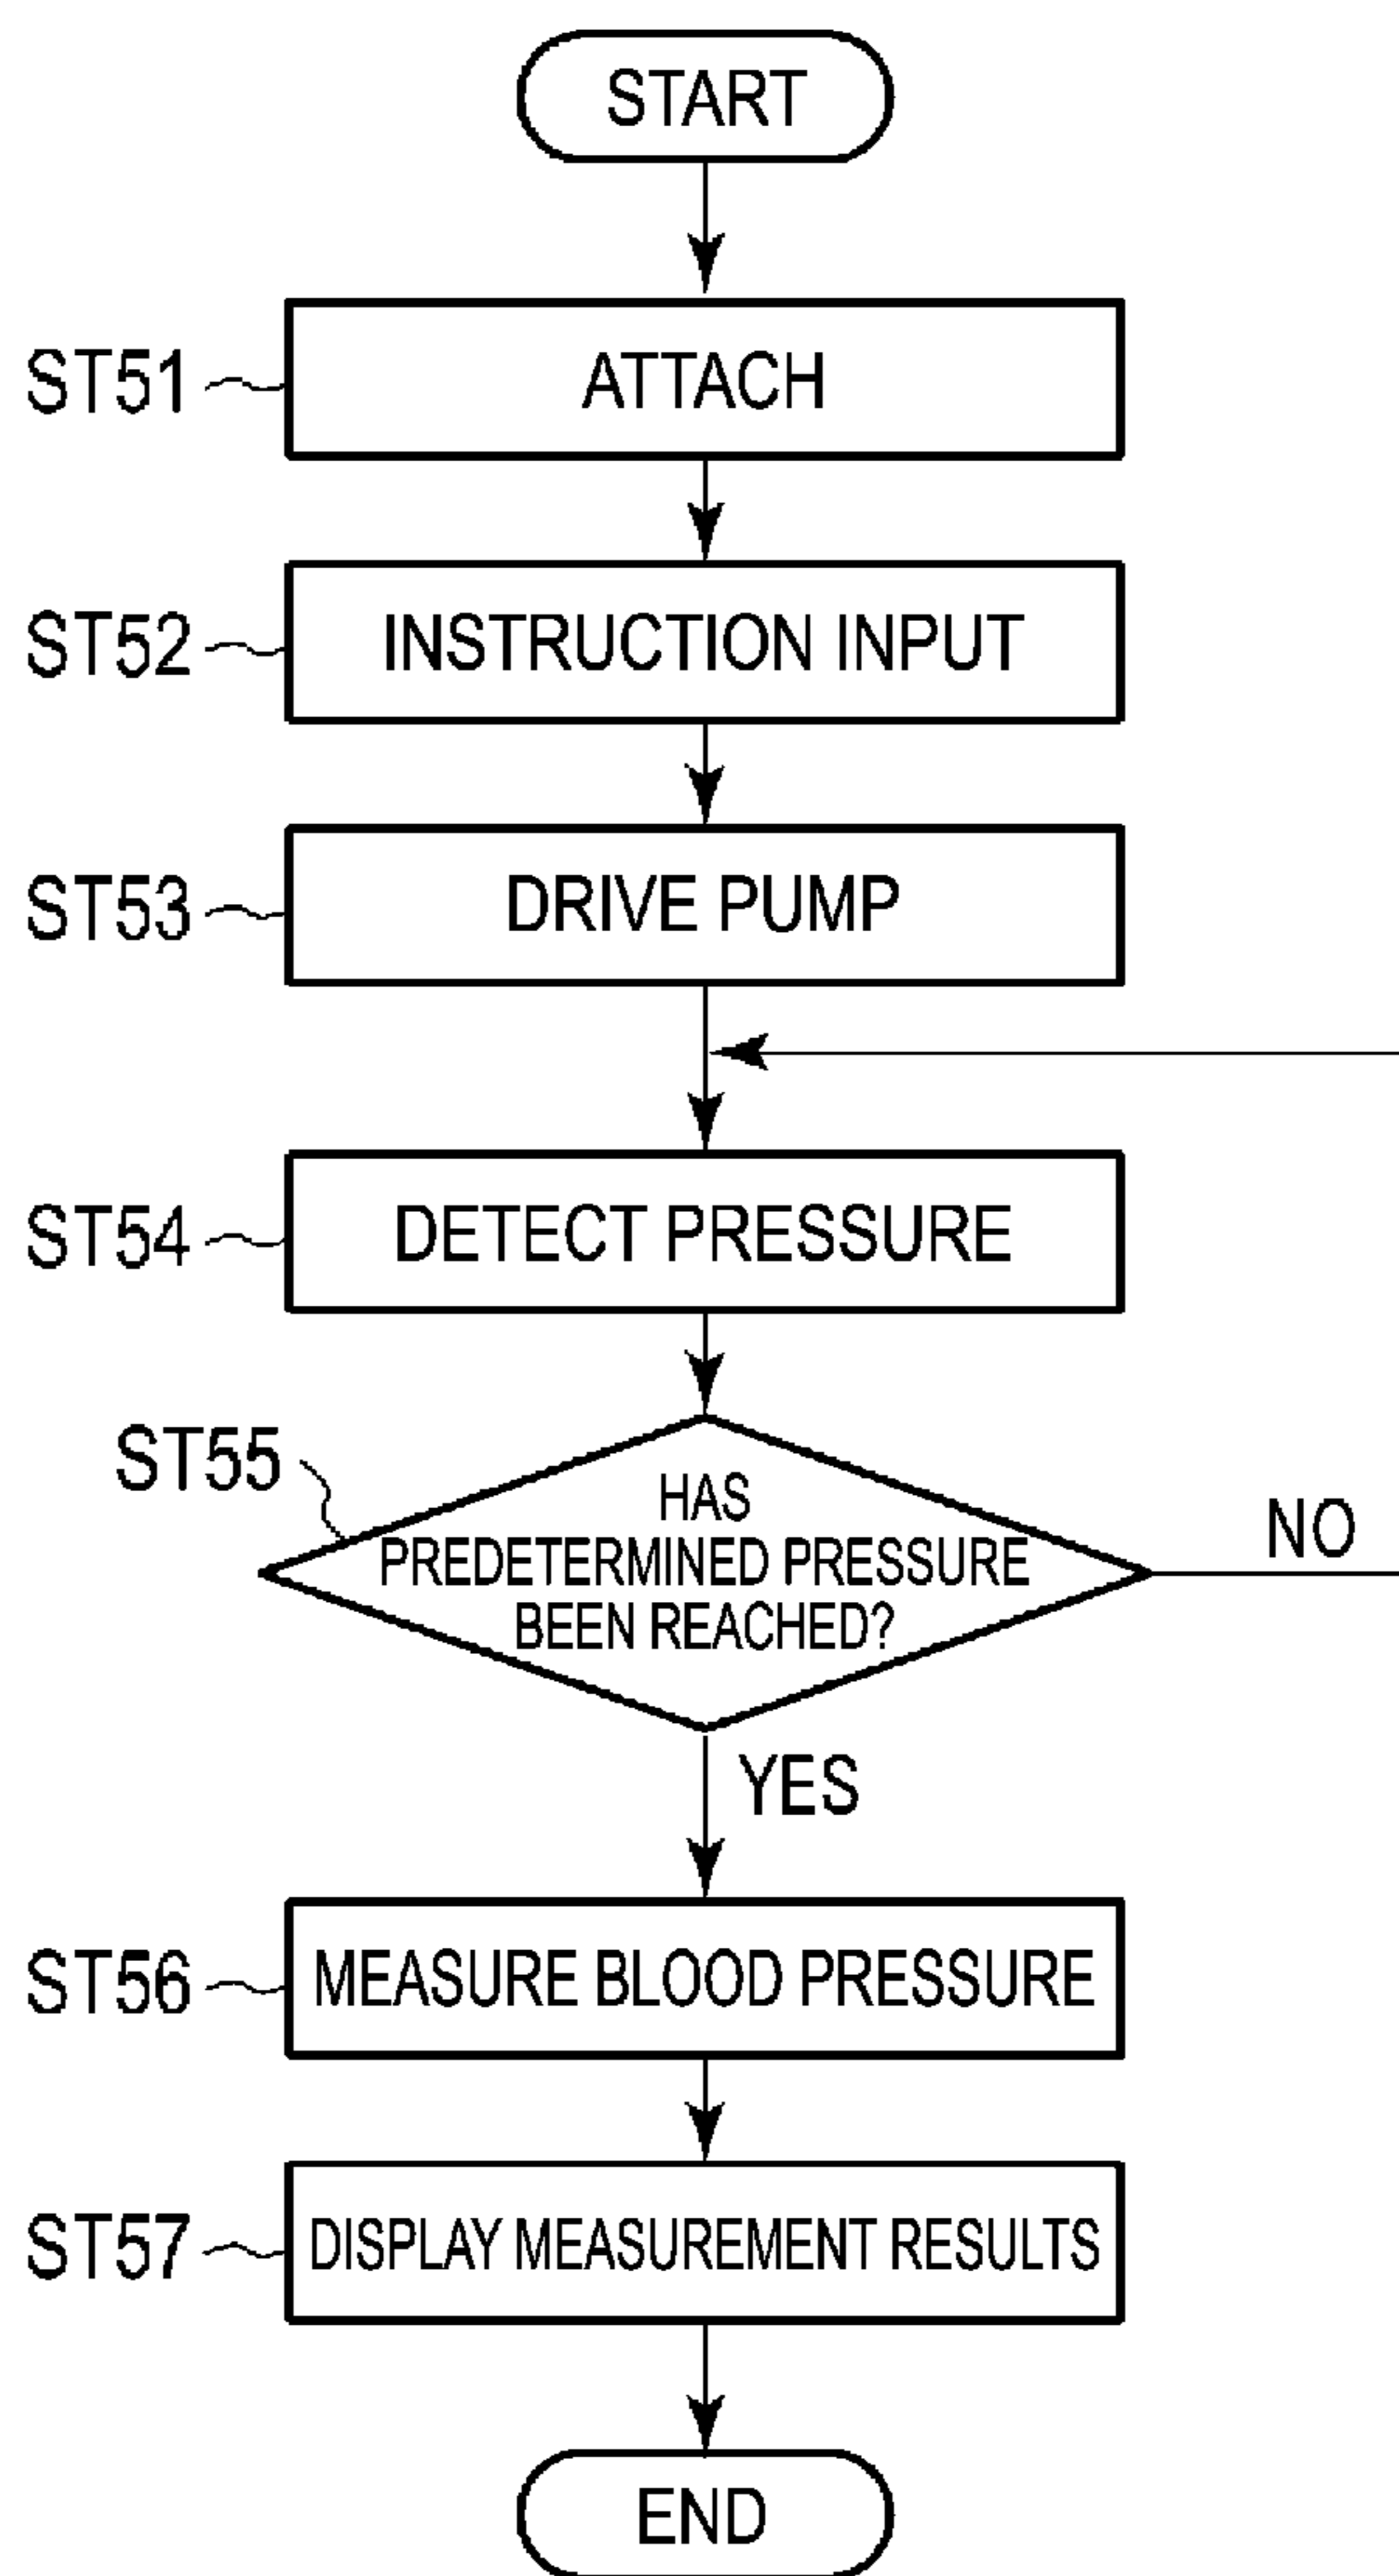 START
ST51
ATTACH
ST52
INSTRUCTION INPUT
ST53
DRIVE PUMP
ST54
DETECT PRESSURE
ST55
HAS
PREDETERMINED PRESSURE
BEEN REACHED?
NO
YES
ST56
MEASURE BLOOD PRESSURE
ST57
DISPLAY MEASUREMENT RESULTS
END